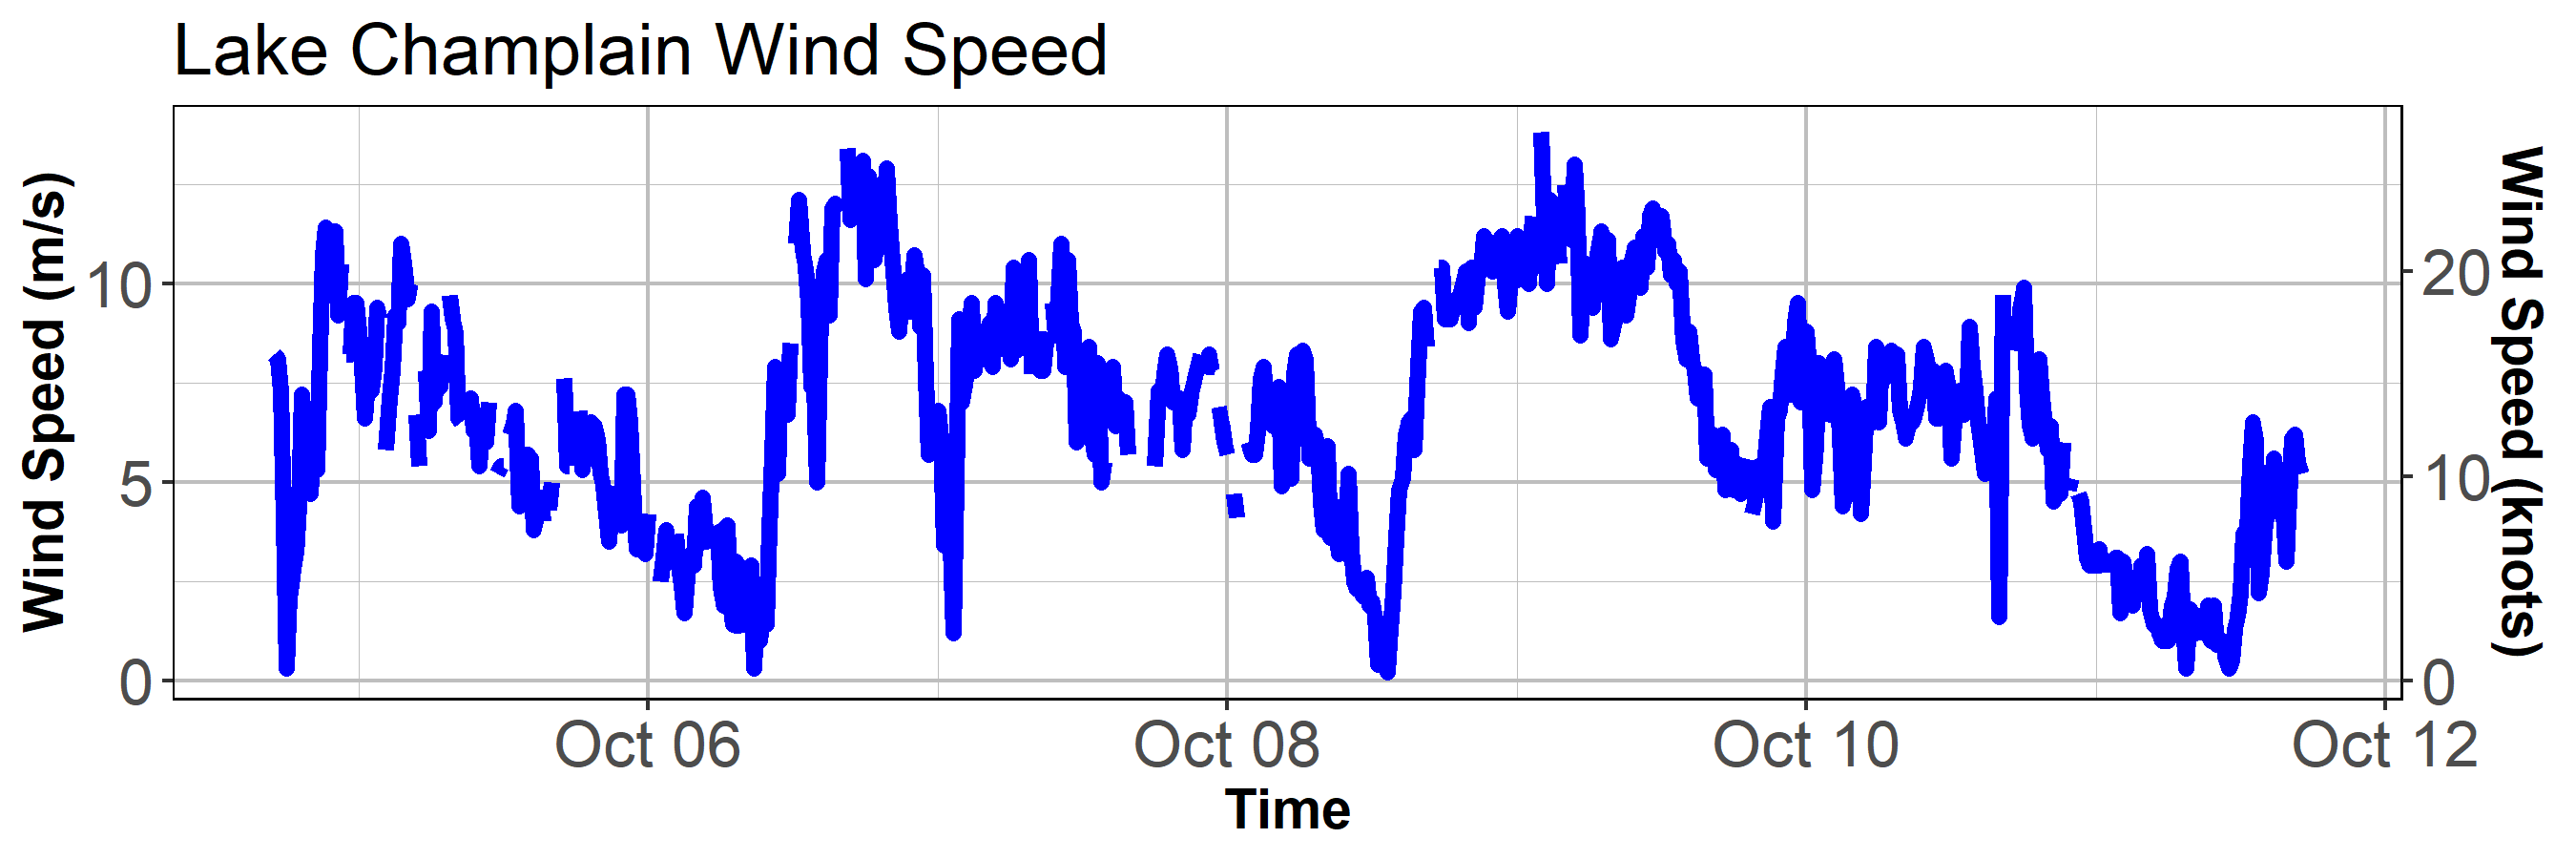 Lake Champlain Wind Speed
Wind Speed (m/s)
10
5
0
20
10
0
Wind Speed (knots)
Oct 06
Oct 08
Oct 10
Oct 12
Time